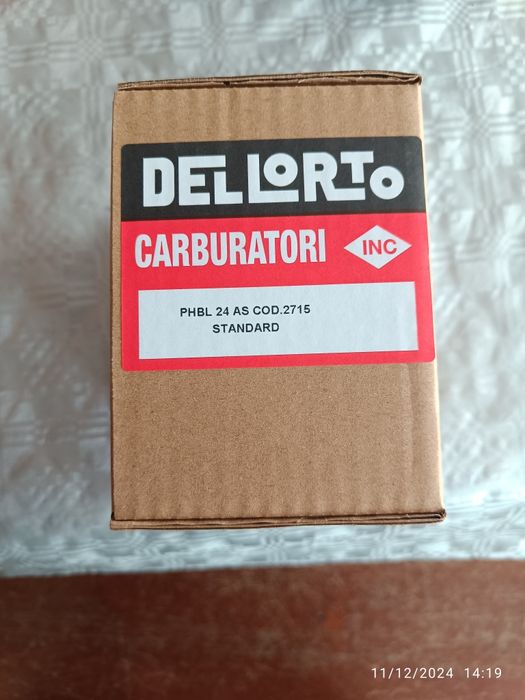 DELLORTO
CARBURATORI INC
PHBL 24 AS COD.2715
STANDARD
11/12/2024 14:19